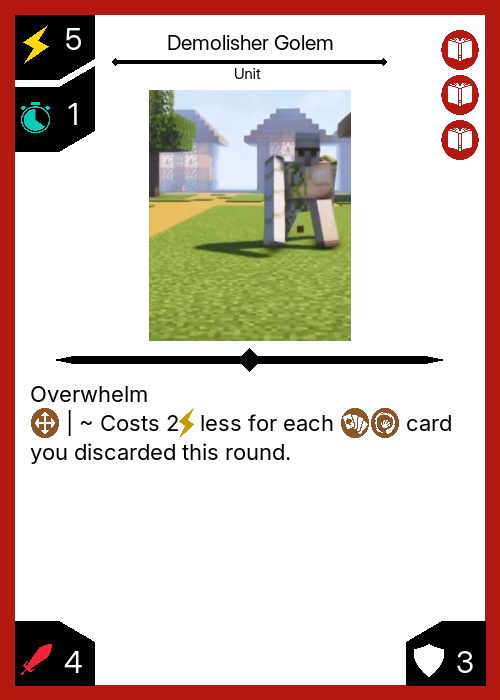 5
Demolisher Golem
Unit
1
Overwhelm
| ~ Costs 2 less for each card
you discarded this round.
4
3